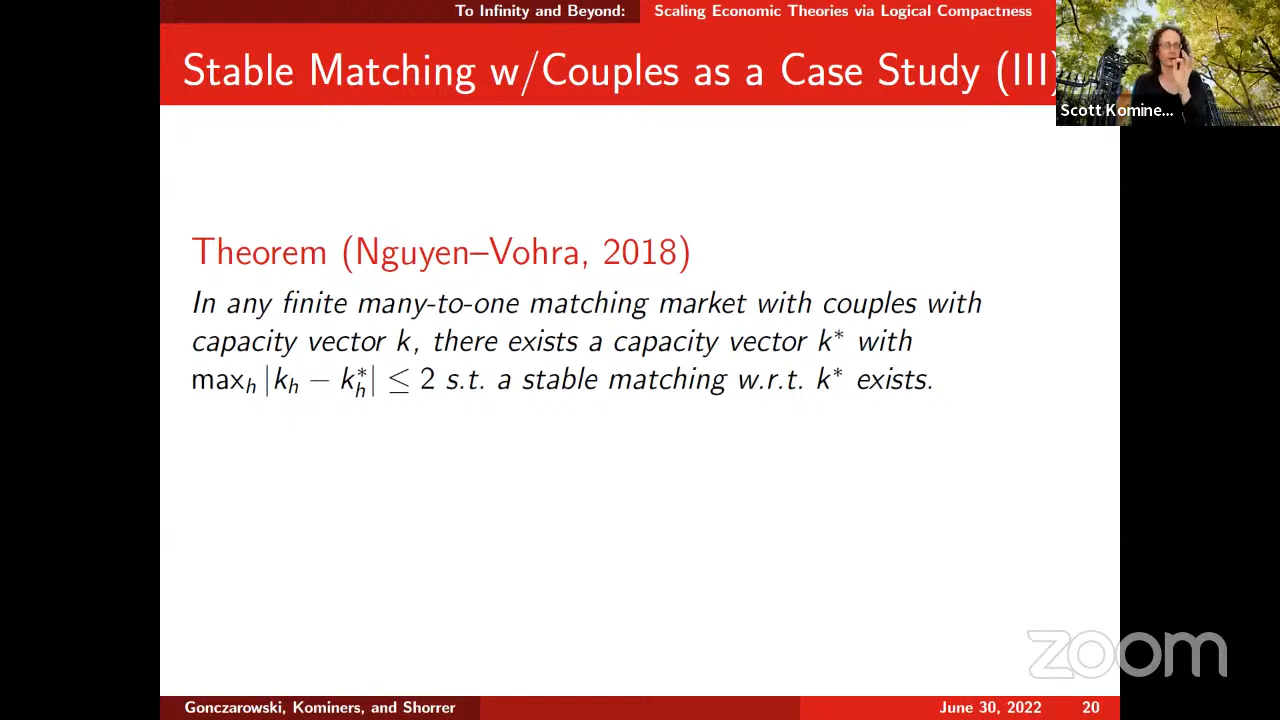 To Infinity and Beyond: Scaling Economic Theories via Logical Compactness
Stable Matching w/Couples as a Case Study (III)
Scott Komine...
Theorem (Nguyen–Vohra, 2018)
In any finite many-to-one matching market with couples with
capacity vector k, there exists a capacity vector k* with
maxₕ |kₕ − k*ₕ| ≤ 2 s.t. a stable matching w.r.t. k* exists.
zoom
Gonczarowski, Kominers, and Shorrer June 30, 2022 20